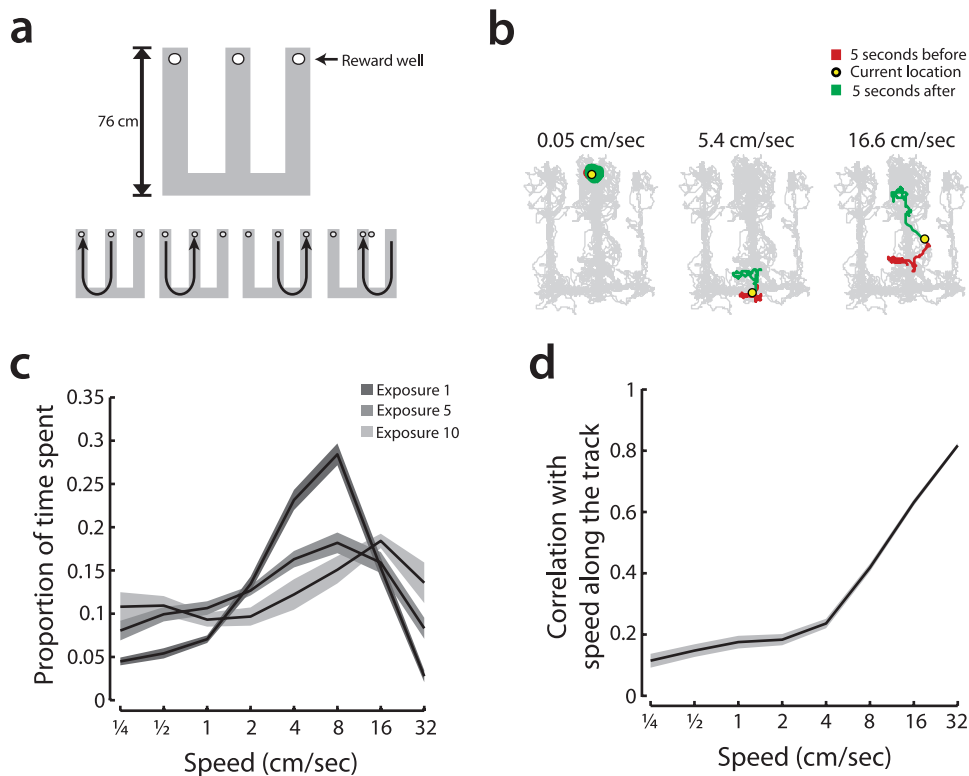 a
Reward well
76 cm
b
5 seconds before
Current location
5 seconds after
0.05 cm/sec
5.4 cm/sec
16.6 cm/sec
c
Proportion of time spent
0.35
0.3
0.25
0.2
0.15
0.1
0.05
0
Exposure 1
Exposure 5
Exposure 10
¼ ½ 1 2 4 8 16 32
Speed (cm/sec)
d
Correlation with
speed along the track
1
0.8
0.6
0.4
0.2
0
¼ ½ 1 2 4 8 16 32
Speed (cm/sec)